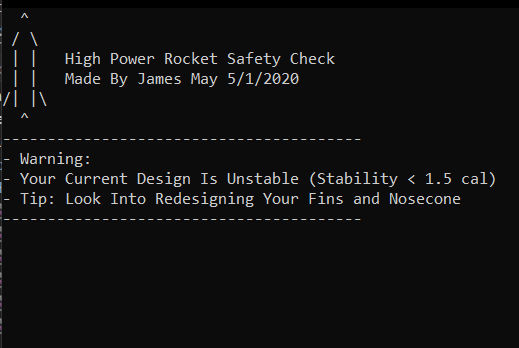 ^
 / \
 | |   High Power Rocket Safety Check
 | |   Made By James May 5/1/2020
/| |\
  ^
----------------------------------------
- Warning:
- Your Current Design Is Unstable (Stability < 1.5 cal)
- Tip: Look Into Redesigning Your Fins and Nosecone
----------------------------------------